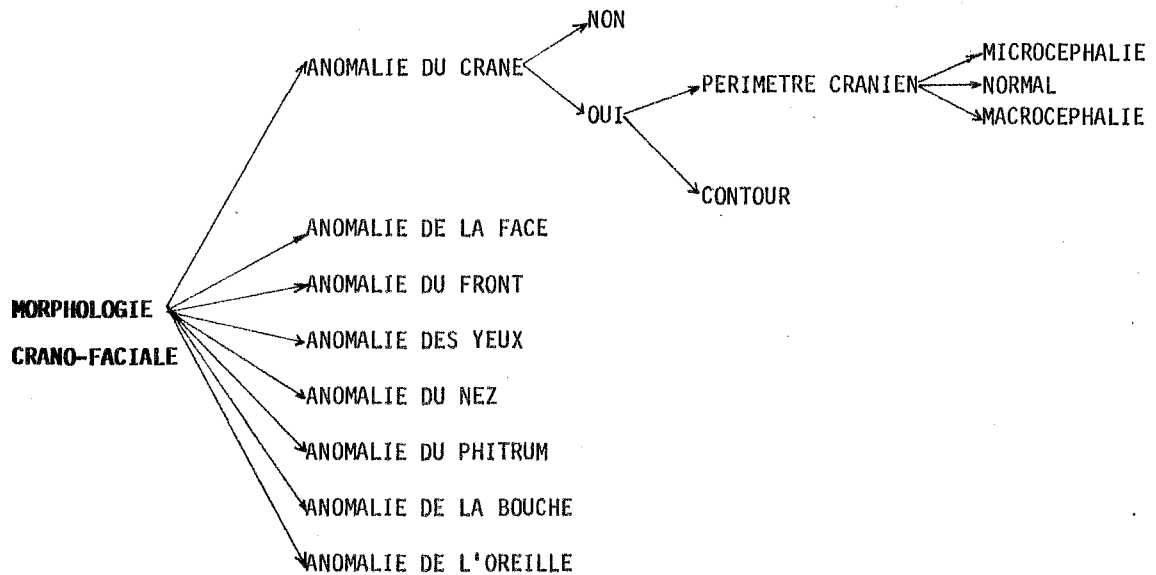 NON
ANOMALIE DU CRANE
MICROCEPHALIE
PERIMETRE CRANIEN
NORMAL
OUI
MACROCEPHALIE
CONTOUR
ANOMALIE DE LA FACE
ANOMALIE DU FRONT
MORPHOLOGIE
ANOMALIE DES YEUX
CRANO-FACIALE
ANOMALIE DU NEZ
ANOMALIE DU PHITRUM
ANOMALIE DE LA BOUCHE
ANOMALIE DE L'OREILLE